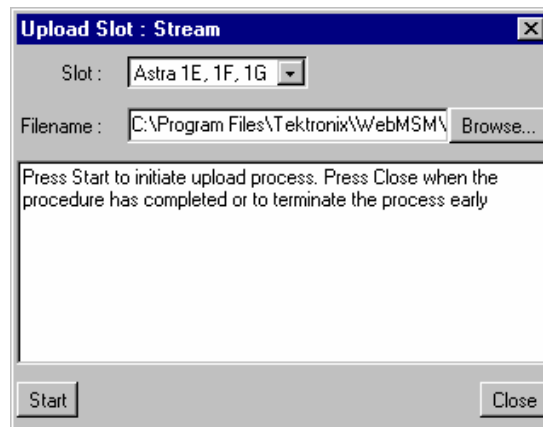 Upload Slot : Stream
Slot : Astra 1E, 1F, 1G
Filename : C:\Program Files\Tektronix\WebMSM\ Browse...
Press Start to initiate upload process. Press Close when the
procedure has completed or to terminate the process early
Start Close